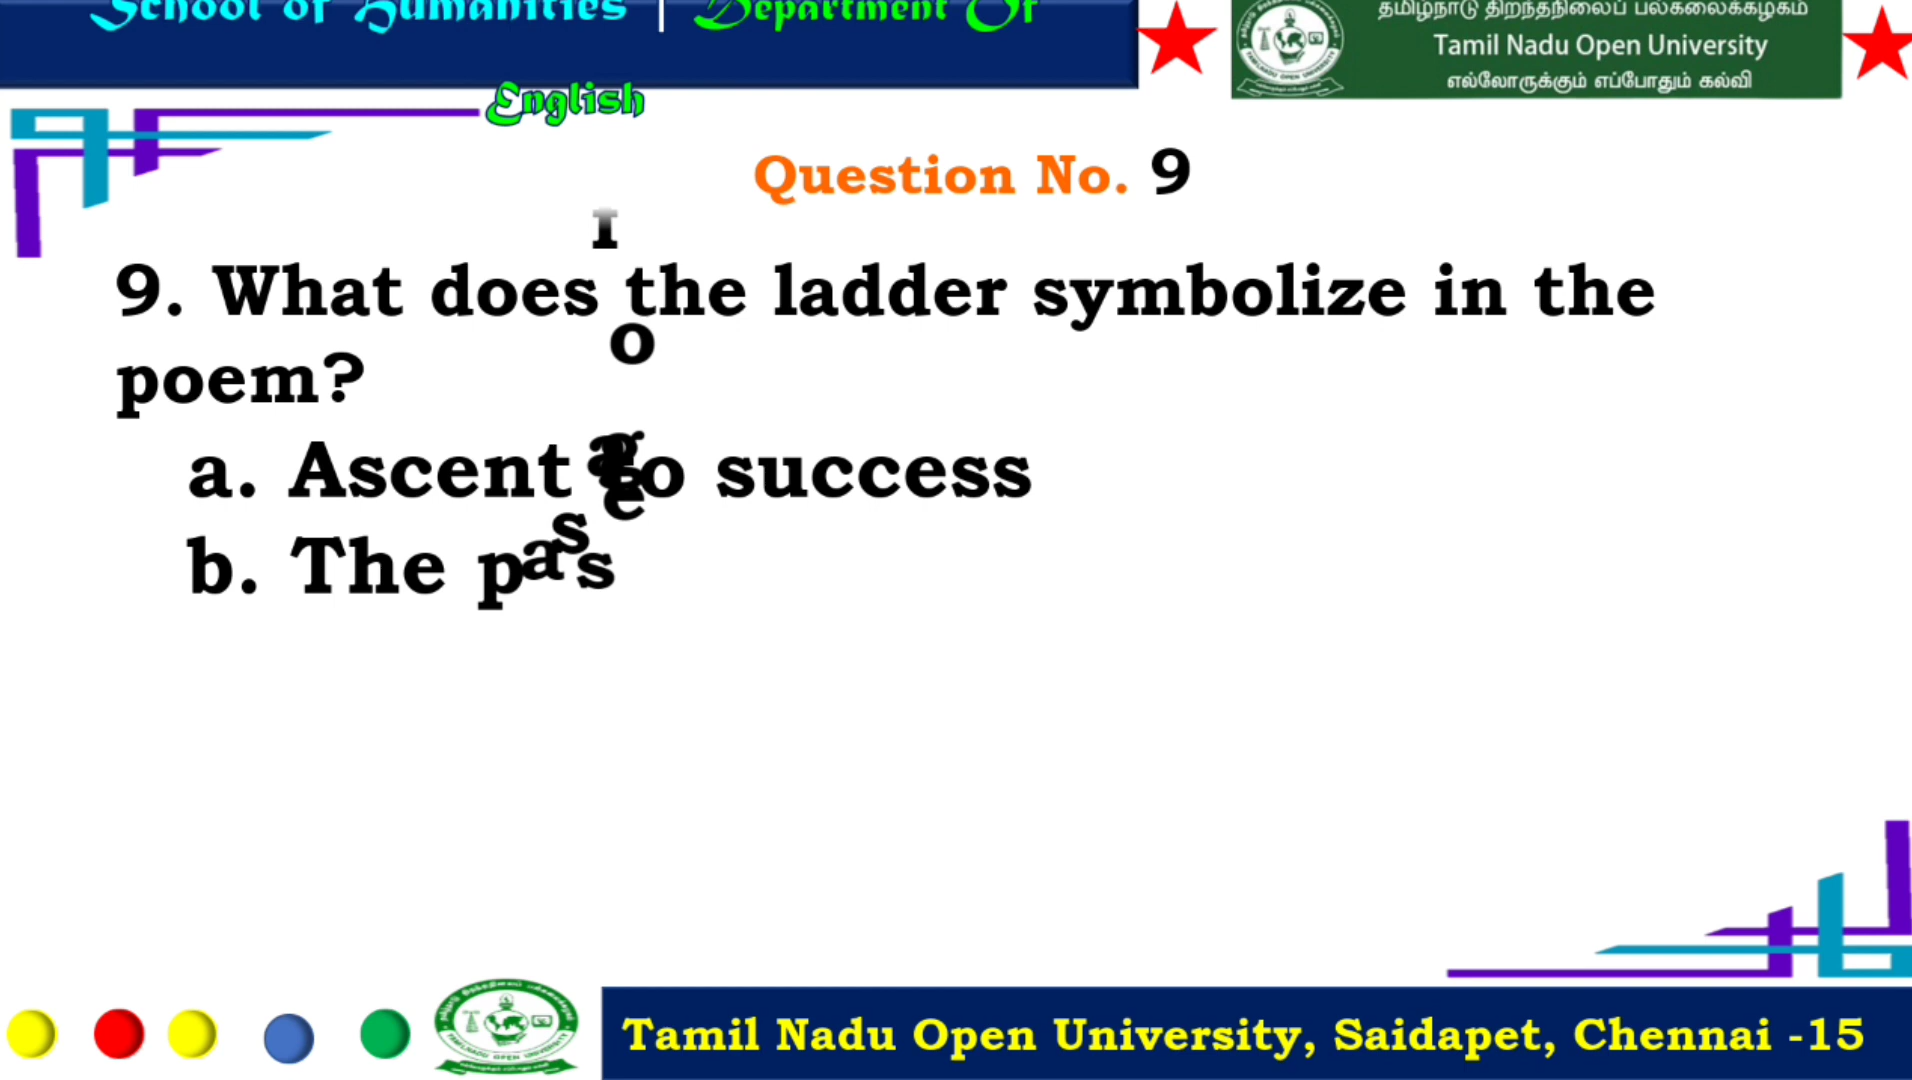 School of Humanities | Department Of
English
தமிழ்நாடு திறந்தநிலைப் பல்கலைக்கழகம்
Tamil Nadu Open University
எல்லோருக்கும் எப்போதும் கல்வி
Question No. 9
9. What does the ladder symbolize in the
poem?
a. Ascent to success
b. The pass
Tamil Nadu Open University, Saidapet, Chennai -15